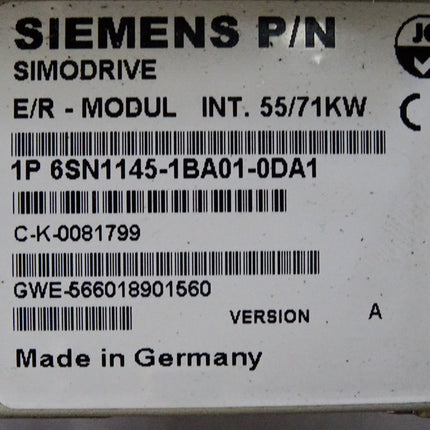 SIEMENS P/N
SIMODRIVE
E/R - MODUL INT. 55/71KW
1P 6SN1145-1BA01-0DA1
C-K-0081799
GWE-566018901560
VERSION A
Made in Germany